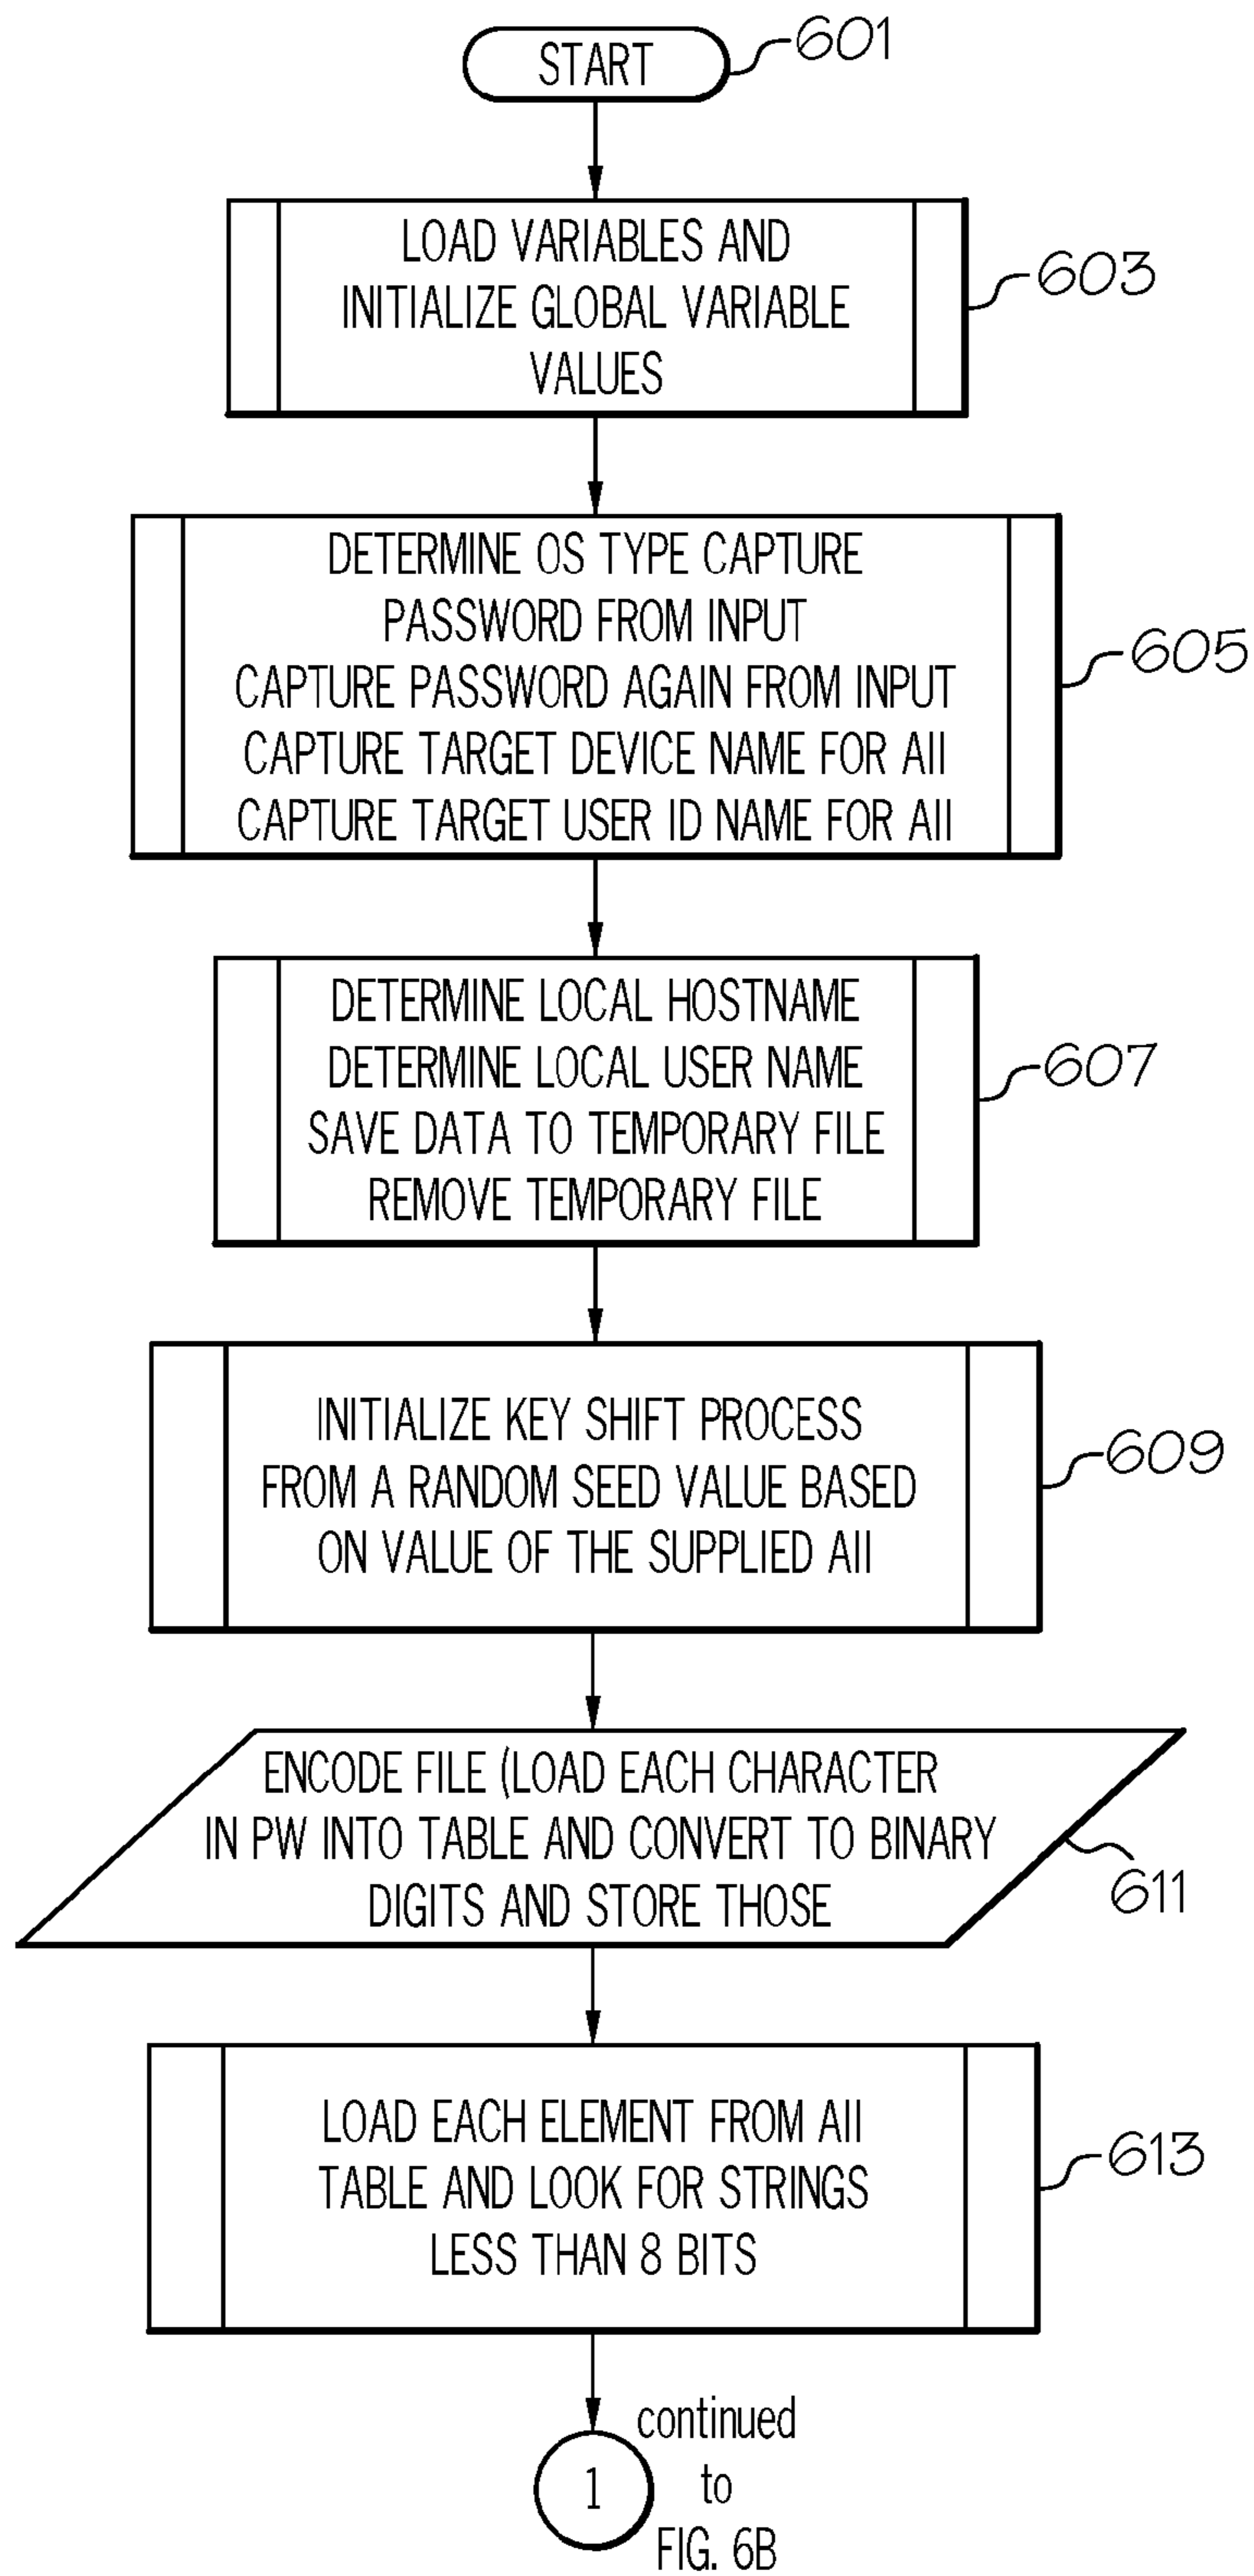 START
601
LOAD VARIABLES AND
INITIALIZE GLOBAL VARIABLE
VALUES
603
DETERMINE OS TYPE CAPTURE
PASSWORD FROM INPUT
CAPTURE PASSWORD AGAIN FROM INPUT
CAPTURE TARGET DEVICE NAME FOR AII
CAPTURE TARGET USER ID NAME FOR AII
605
DETERMINE LOCAL HOSTNAME
DETERMINE LOCAL USER NAME
SAVE DATA TO TEMPORARY FILE
REMOVE TEMPORARY FILE
607
INITIALIZE KEY SHIFT PROCESS
FROM A RANDOM SEED VALUE BASED
ON VALUE OF THE SUPPLIED AII
609
ENCODE FILE (LOAD EACH CHARACTER
IN PW INTO TABLE AND CONVERT TO BINARY
DIGITS AND STORE THOSE
611
LOAD EACH ELEMENT FROM AII
TABLE AND LOOK FOR STRINGS
LESS THAN 8 BITS
613
1
continued
to
FIG. 6B